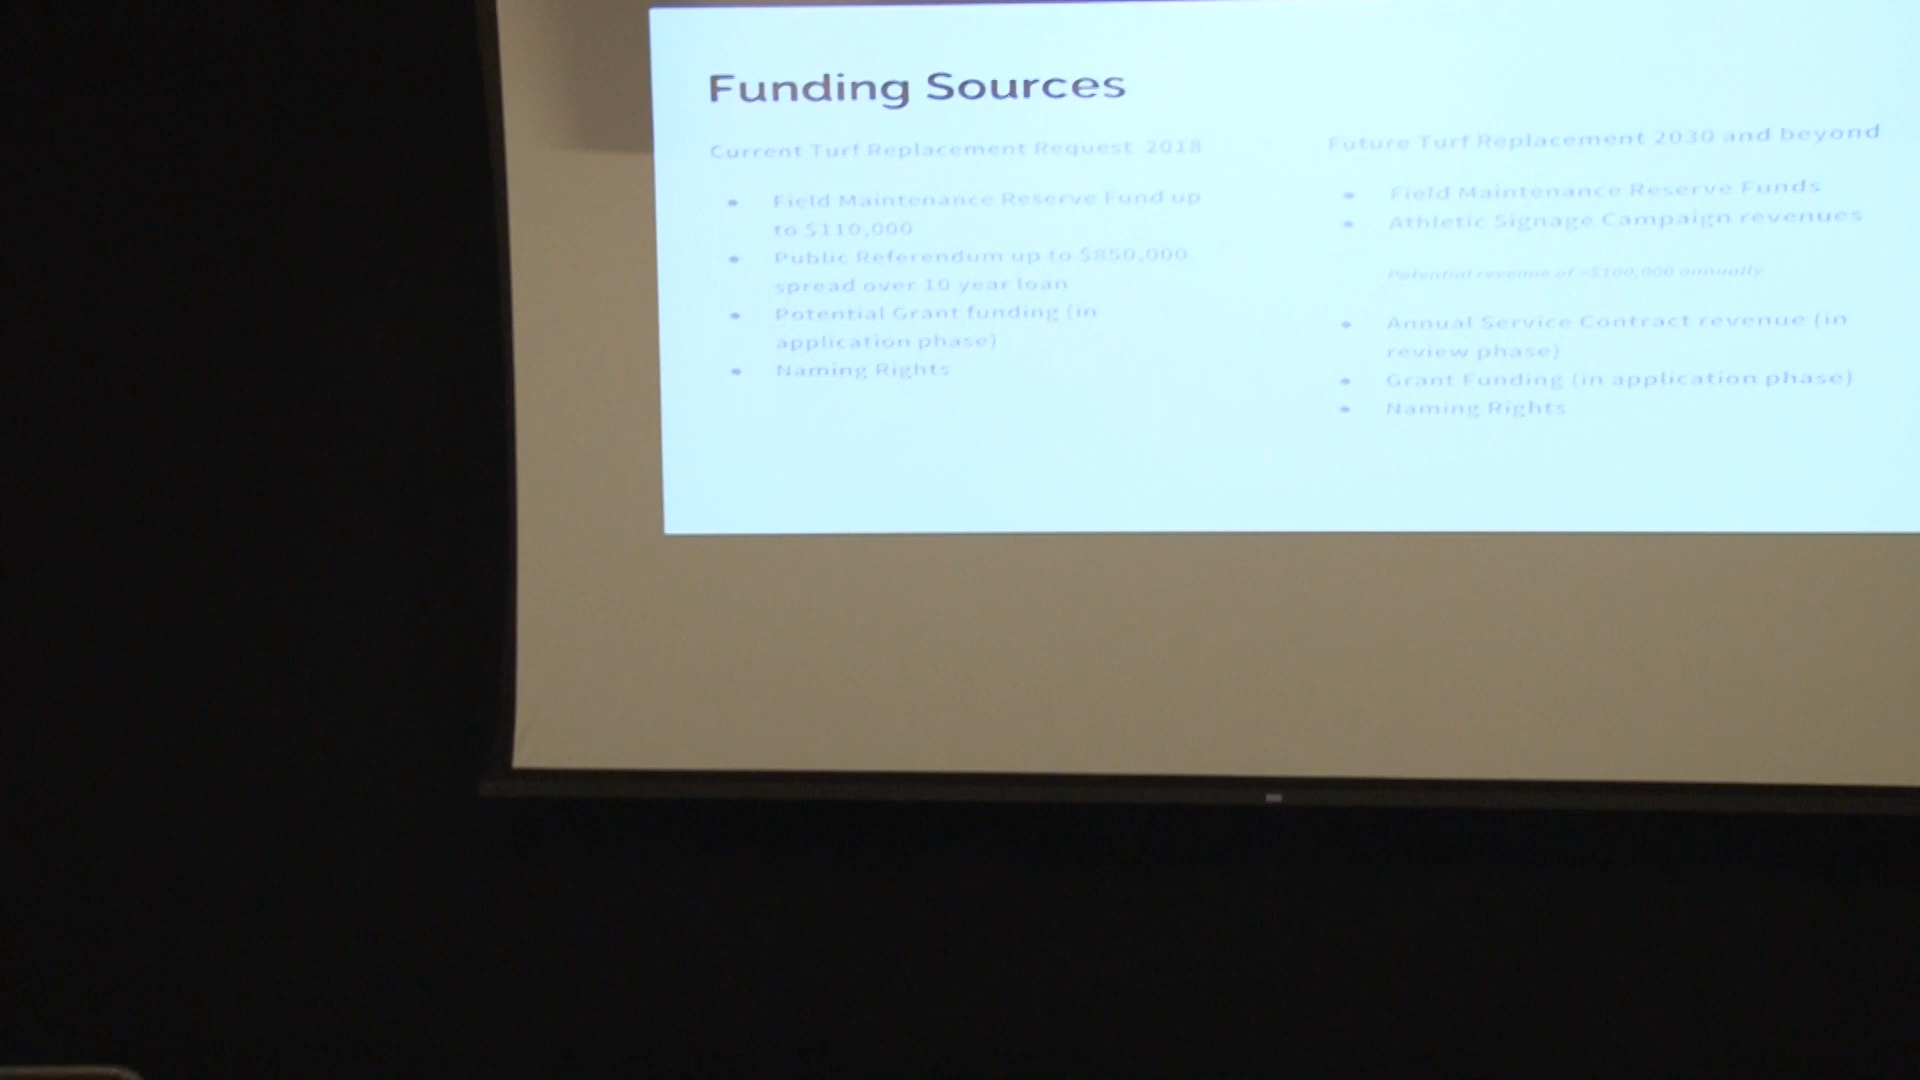 Funding Sources
Current Turf Replacement Request 2018
• Field Maintenance Reserve Fund up
to $110,000
• Public Referendum up to $850,000
spread over 10 year loan
• Potential Grant funding (in
application phase)
• Naming Rights
Future Turf Replacement 2030 and beyond
• Field Maintenance Reserve Funds
• Athletic Signage Campaign revenues
Potential revenue of >$100,000 annually
• Annual Service Contract revenue (in
review phase)
• Grant Funding (in application phase)
• Naming Rights